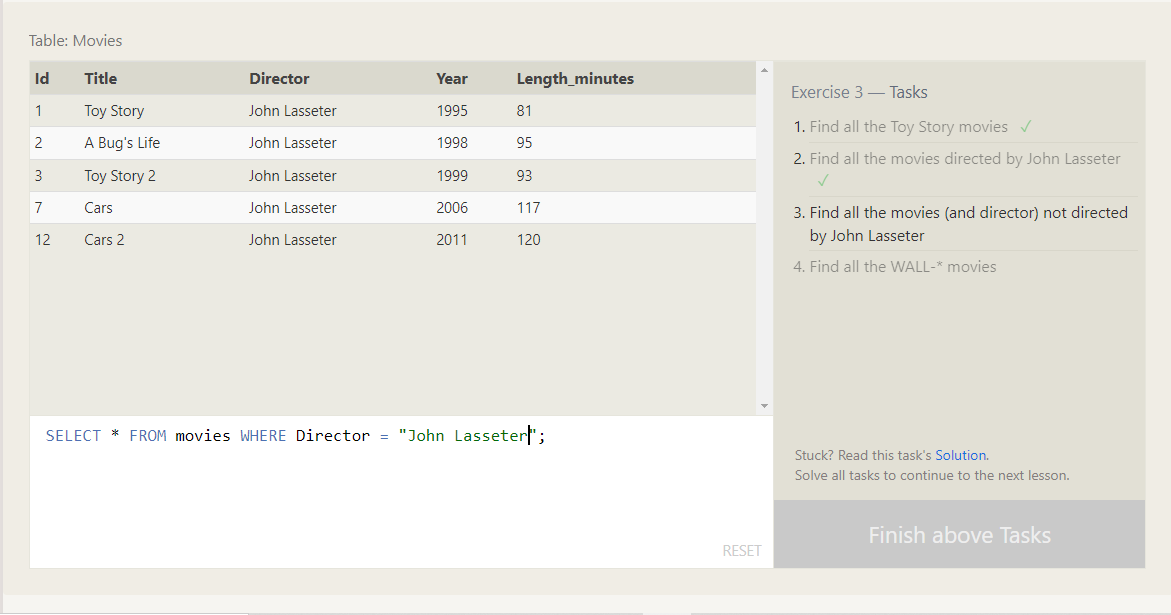 Table: Movies
Id Title Director Year Length_minutes
1 Toy Story John Lasseter 1995 81
2 A Bug's Life John Lasseter 1998 95
3 Toy Story 2 John Lasseter 1999 93
7 Cars John Lasseter 2006 117
12 Cars 2 John Lasseter 2011 120
SELECT * FROM movies WHERE Director = "John Lasseter";
RESET
Exercise 3 — Tasks
1. Find all the Toy Story movies ✓
2. Find all the movies directed by John Lasseter
✓
3. Find all the movies (and director) not directed
by John Lasseter
4. Find all the WALL-* movies
Stuck? Read this task's Solution.
Solve all tasks to continue to the next lesson.
Finish above Tasks